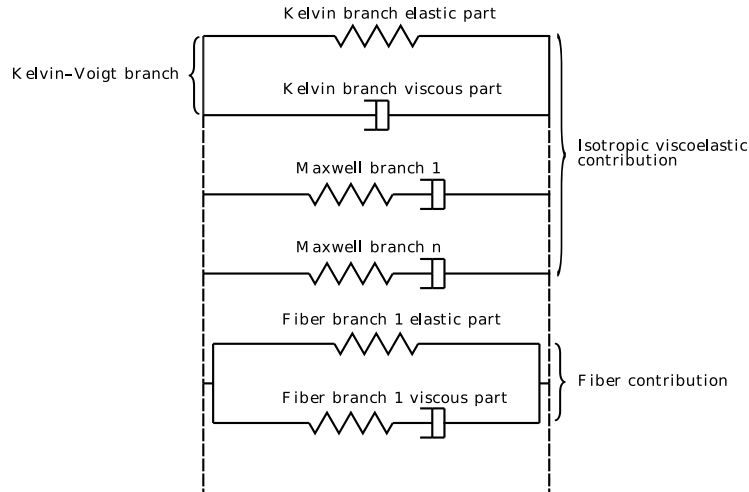 Kelvin branch elastic part
Kelvin–Voigt branch
Kelvin branch viscous part
Isotropic viscoelastic
contribution
Maxwell branch 1
Maxwell branch n
Fiber branch 1 elastic part
Fiber contribution
Fiber branch 1 viscous part